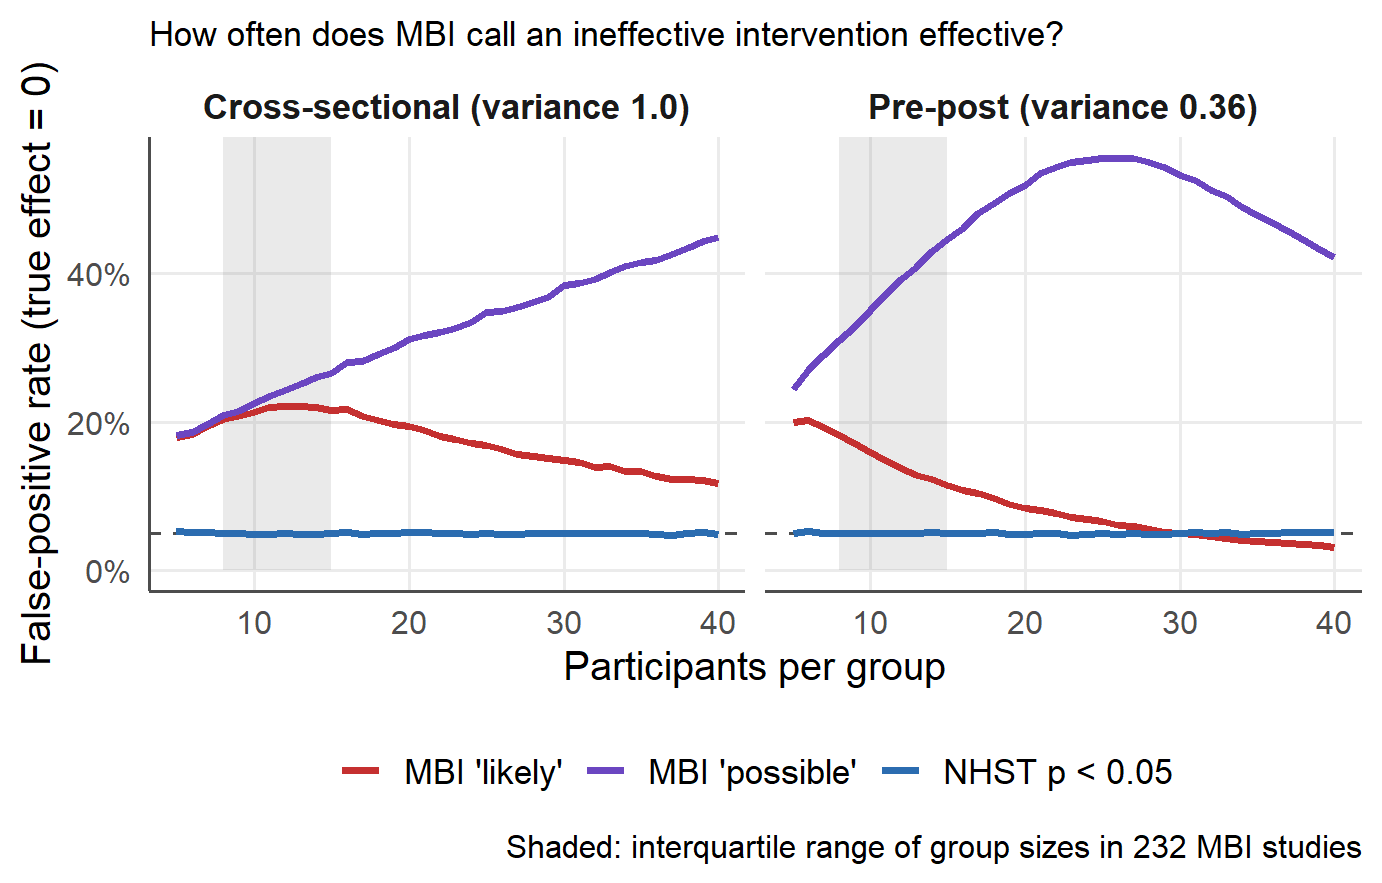 How often does MBI call an ineffective intervention effective?
Cross-sectional (variance 1.0)
Pre-post (variance 0.36)
False-positive rate (true effect = 0)
40%
20%
0%
10 20 30 40
10 20 30 40
Participants per group
MBI 'likely' MBI 'possible' NHST p < 0.05
Shaded: interquartile range of group sizes in 232 MBI studies